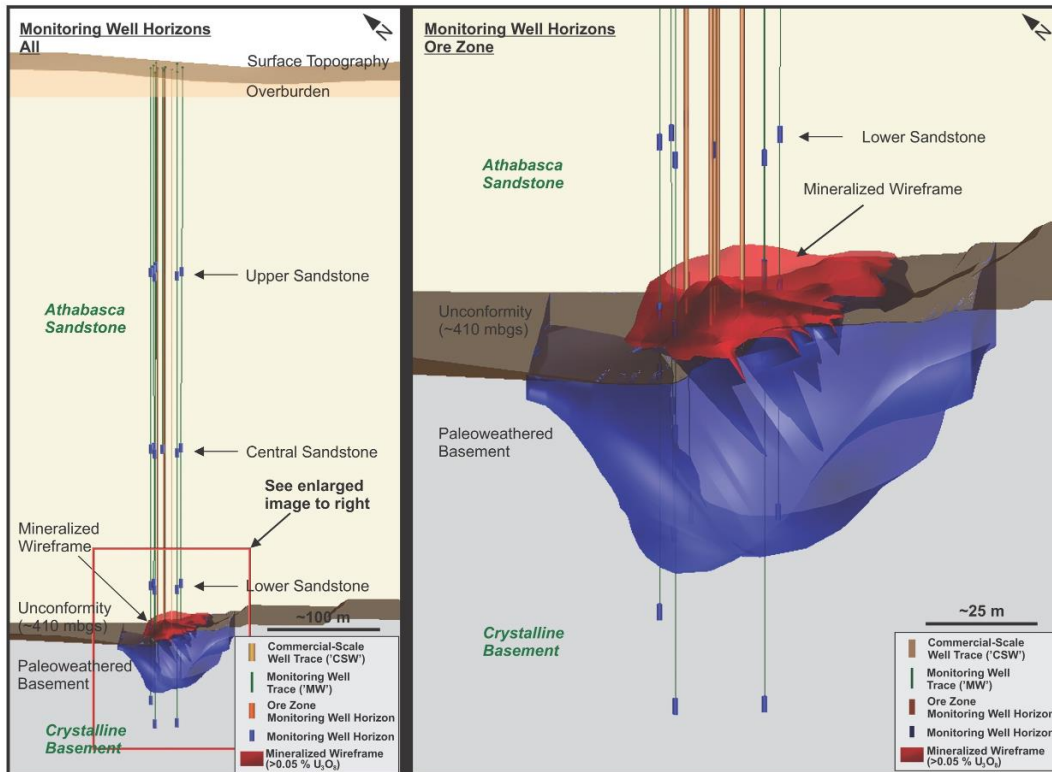 Monitoring Well Horizons
All
N
Surface Topography
Overburden
Athabasca
Sandstone
Upper Sandstone
Central Sandstone
See enlarged
image to right
Mineralized
Wireframe
Lower Sandstone
Unconformity
(~410 mbgs)
~100 m
Paleoweathered
Basement
Crystalline
Basement
Commercial-Scale
Well Trace ('CSW')
Monitoring Well
Trace ('MW')
Ore Zone
Monitoring Well Horizon
Monitoring Well Horizon
Mineralized Wireframe
(>0.05 % U₃O₈)
Monitoring Well Horizons
Ore Zone
N
Lower Sandstone
Athabasca
Sandstone
Mineralized Wireframe
Unconformity
(~410 mbgs)
Paleoweathered
Basement
~25 m
Crystalline
Basement
Commercial-Scale
Well Trace ('CSW')
Monitoring Well
Trace ('MW')
Ore Zone
Monitoring Well Horizon
Monitoring Well Horizon
Mineralized Wireframe
(>0.05 % U₃O₈)